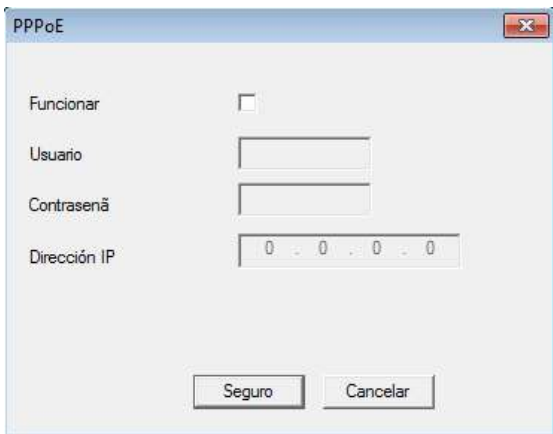 PPPoE
Funcionar
Usuario
Contrasenã
Dirección IP 0 . 0 . 0 . 0
Seguro Cancelar